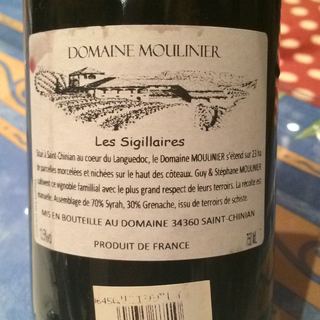 DOMAINE MOULINIER
Les Sigillaires
Situé à Saint-Chinian au coeur du Languedoc, le Domaine MOULINIER s'étend sur 23 ha
de parcelles morcelées et nichées sur le haut des côteaux. Guy & Stéphane MOULINIER
cultivent ce vignoble famillial avec le plus grand respect de leurs terroirs. La récolte est
manuelle. Assemblage de 70% Syrah, 30% Grenache, issu de terroirs de schiste.
MIS EN BOUTEILLE AU DOMAINE 34360 SAINT-CHINIAN
PRODUIT DE FRANCE
750 ML